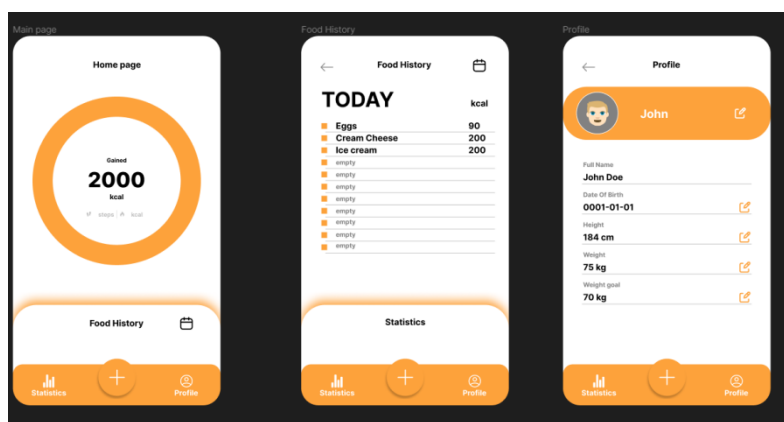 Main page
Home page
Gained
2000
kcal
steps kcal
Food History
Statistics
Profile
Food History
Food History
TODAY kcal
Eggs 90
Cream Cheese 200
Ice cream 200
empty
empty
empty
empty
empty
empty
empty
empty
Statistics
Statistics
Profile
Profile
Profile
John
Full Name
John Doe
Date Of Birth
0001-01-01
Height
184 cm
Weight
75 kg
Weight goal
70 kg
Statistics
Profile